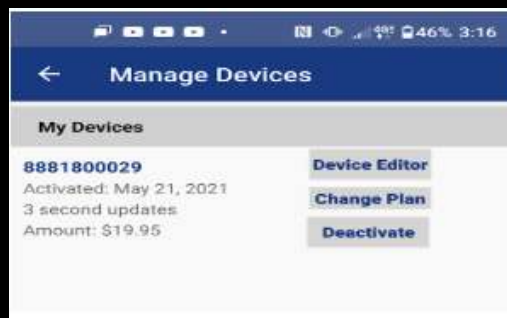 46% 3:16
Manage Devices
My Devices
8881800029
Device Editor
Activated: May 21, 2021
Change Plan
3 second updates
Amount: $19.95
Deactivate